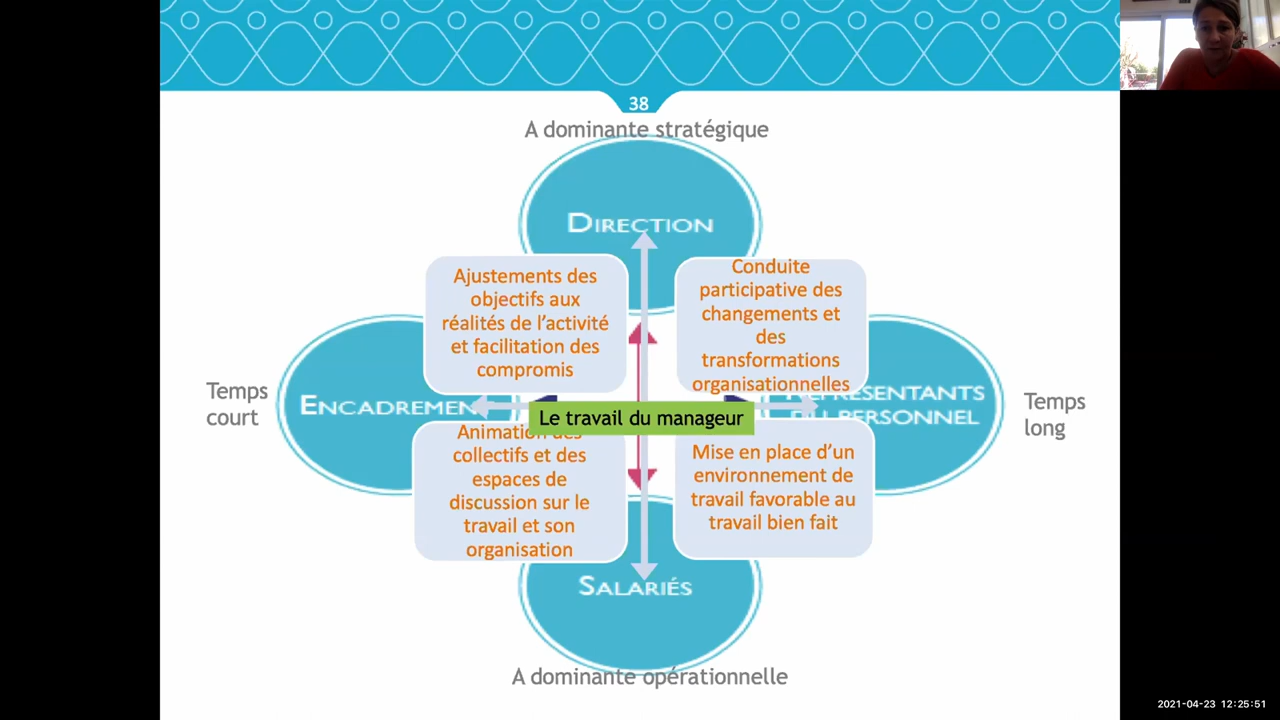 38
A dominante stratégique
DIRECTION
Ajustements des
objectifs aux
réalités de l'activité
et facilitation des
compromis
Conduite
participative des
changements et
des
transformations
organisationnelles
Temps
court
ENCADREMEN
Le travail du manageur
REPRÉSENTANTS
DU PERSONNEL
Temps
long
Animation des
collectifs et des
espaces de
discussion sur le
travail et son
organisation
Mise en place d'un
environnement de
travail favorable au
travail bien fait
SALARIÉS
A dominante opérationnelle
2021-04-23 12:25:51